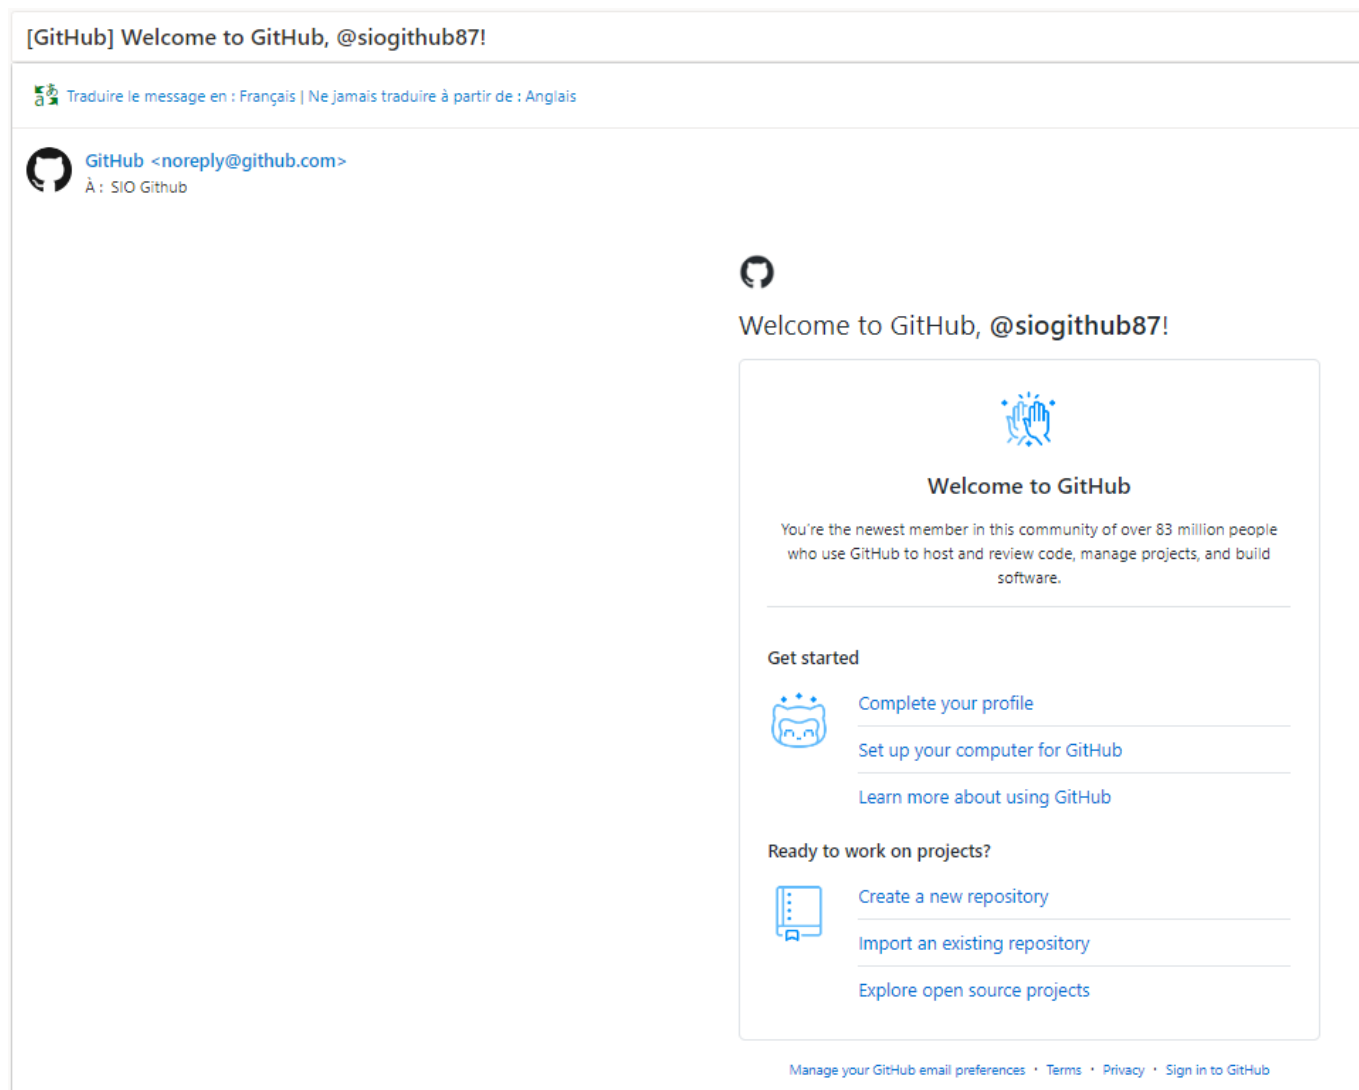 [GitHub] Welcome to GitHub, @siogithub87!
Traduire le message en : Français | Ne jamais traduire à partir de : Anglais
GitHub <noreply@github.com>
À : SIO Github
Welcome to GitHub, @siogithub87!
Welcome to GitHub
You're the newest member in this community of over 83 million people
who use GitHub to host and review code, manage projects, and build
software.
Get started
Complete your profile
Set up your computer for GitHub
Learn more about using GitHub
Ready to work on projects?
Create a new repository
Import an existing repository
Explore open source projects
Manage your GitHub email preferences · Terms · Privacy · Sign in to GitHub